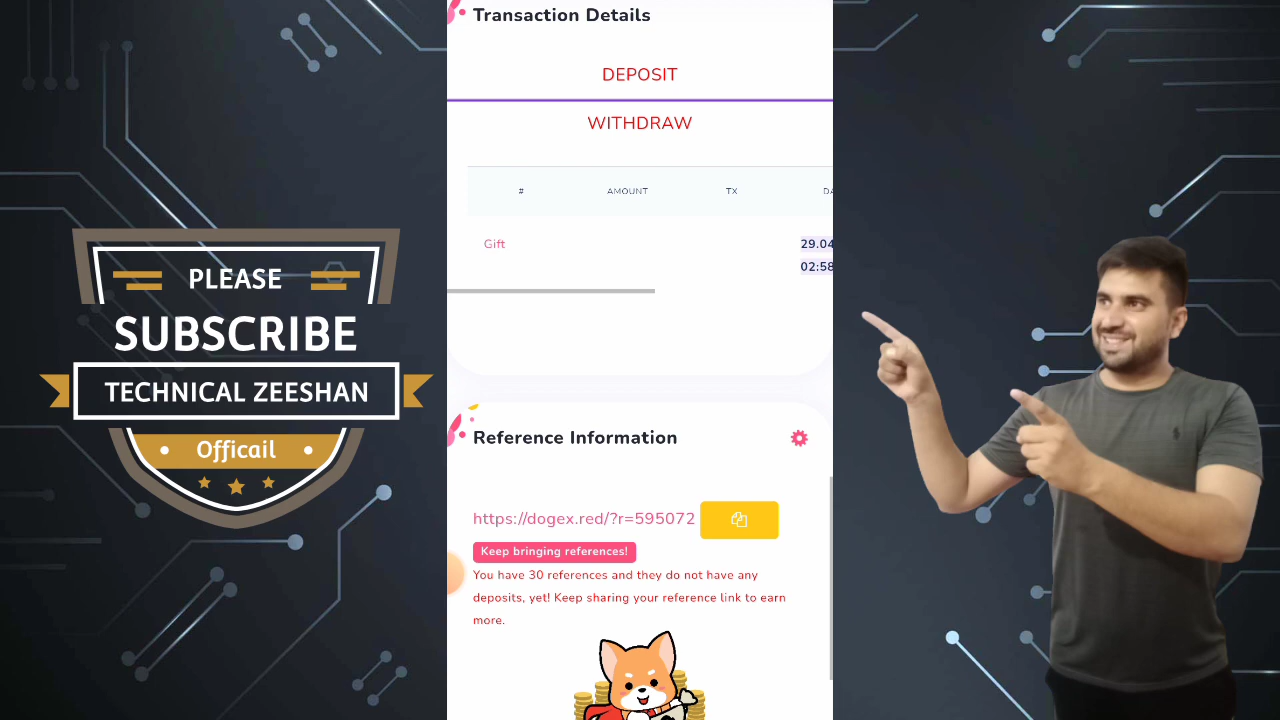 PLEASE
SUBSCRIBE
TECHNICAL ZEESHAN
Officail
Transaction Details
DEPOSIT
WITHDRAW
# AMOUNT TX DA
Gift 29.04
02:58
Reference Information
https://dogex.red/?r=595072
Keep bringing references!
You have 30 references and they do not have any
deposits, yet! Keep sharing your reference link to earn
more.